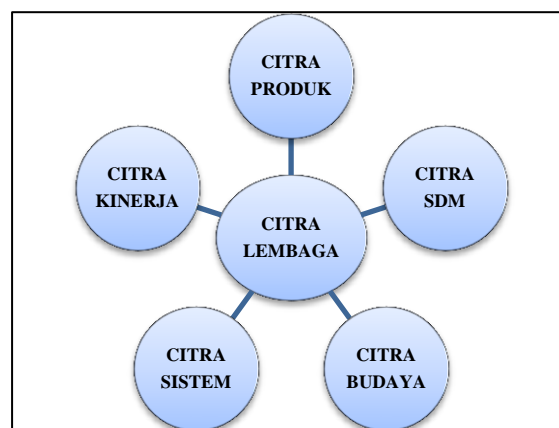 CITRA
PRODUK
CITRA
KINERJA
CITRA
SDM
CITRA
LEMBAGA
CITRA
SISTEM
CITRA
BUDAYA